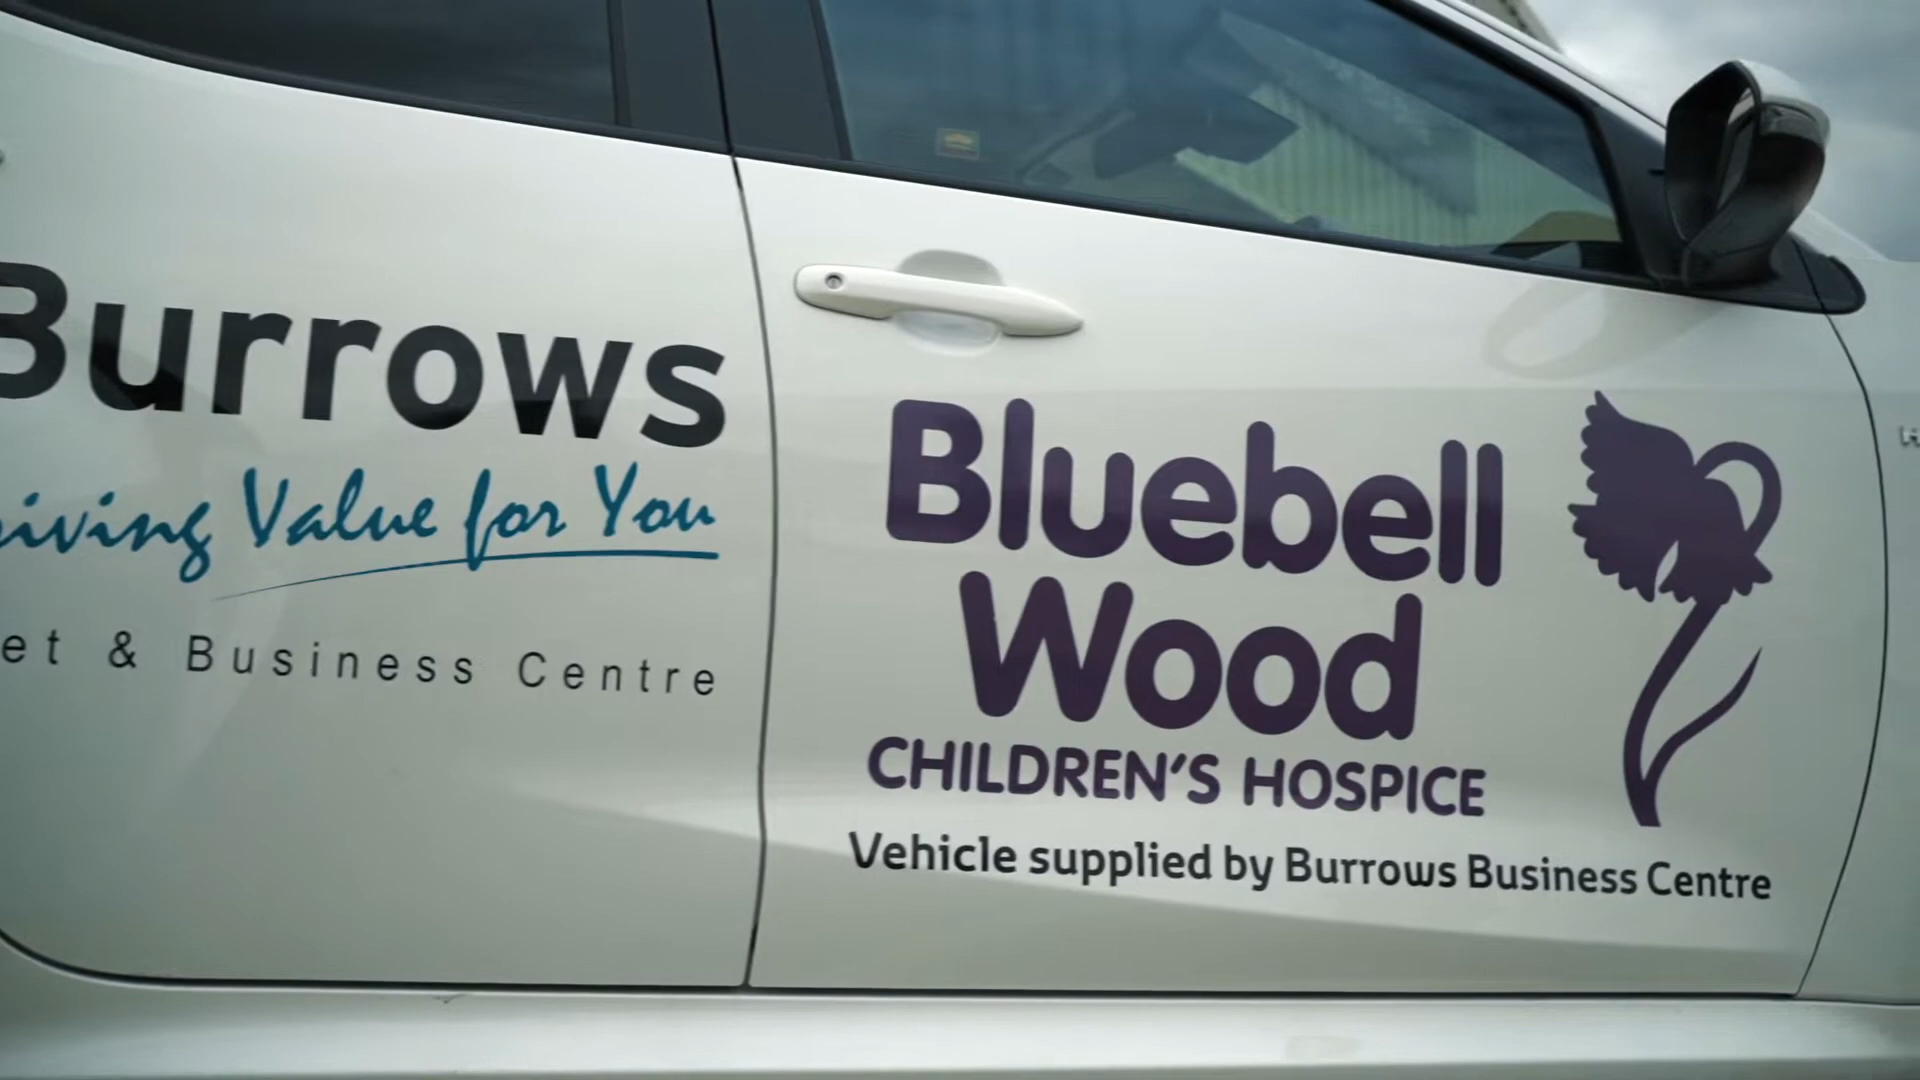 Burrows
Value for You
& Business Centre
Bluebell
Wood
CHILDREN'S HOSPICE
Vehicle supplied by Burrows Business Centre